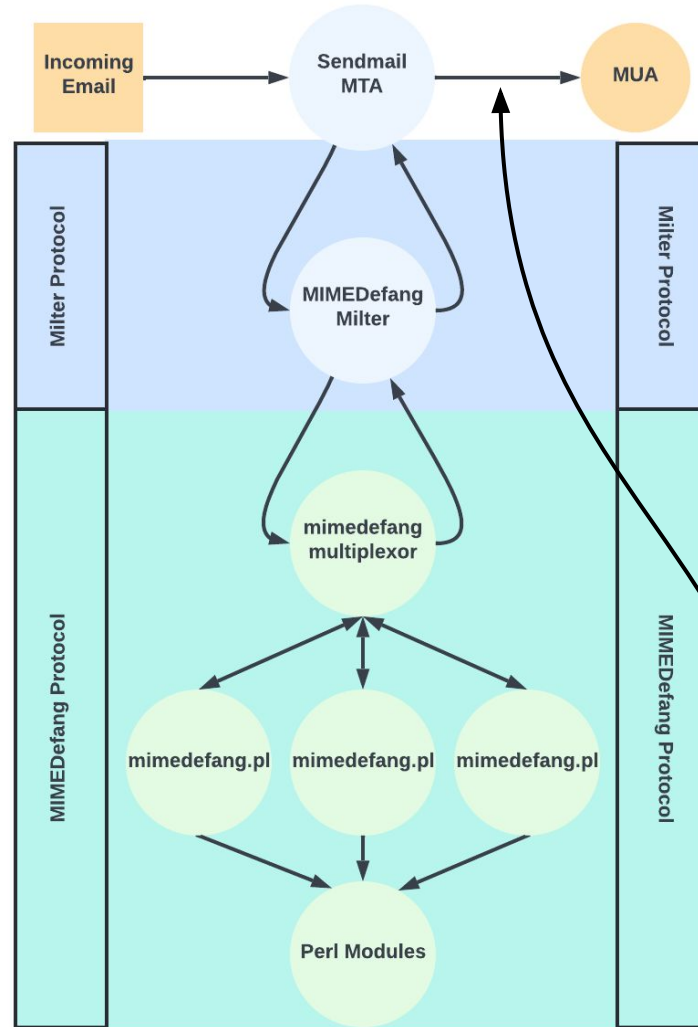 Incoming
Email
Sendmail
MTA
MUA
Milter Protocol
Milter Protocol
MIMEDefang
Milter
mimedefang
multiplexor
MIMEDefang Protocol
MIMEDefang Protocol
mimedefang.pl
mimedefang.pl
mimedefang.pl
Perl Modules